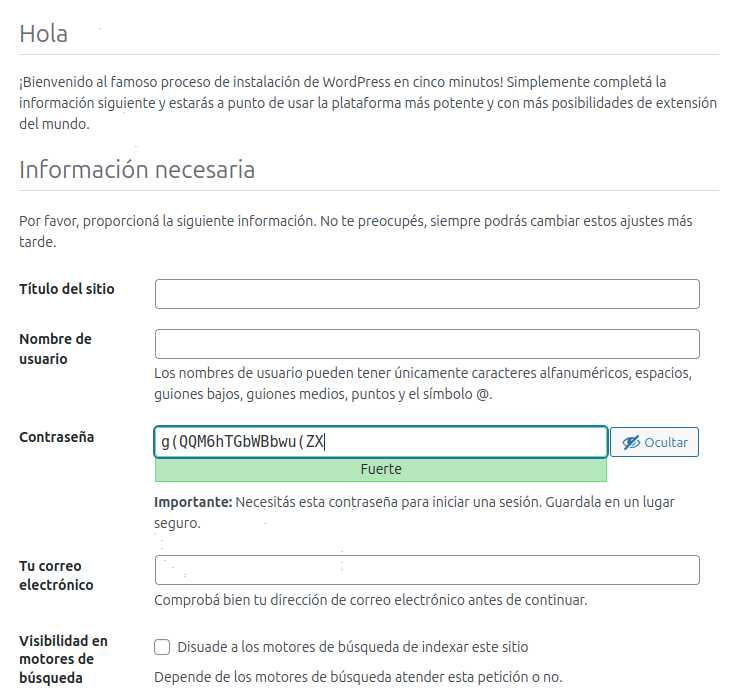 Hola
¡Bienvenido al famoso proceso de instalación de WordPress en cinco minutos! Simplemente completá la
información siguiente y estarás a punto de usar la plataforma más potente y con más posibilidades de extensión
del mundo.
Información necesaria
Por favor, proporcioná la siguiente información. No te preocupés, siempre podrás cambiar estos ajustes más
tarde.
Título del sitio
Nombre de
usuario
Los nombres de usuario pueden tener únicamente caracteres alfanuméricos, espacios,
guiones bajos, guiones medios, puntos y el símbolo @.
Contraseña
g(QQM6hTGbWBbwu(ZX
Ocultar
Fuerte
Importante: Necesitás esta contraseña para iniciar una sesión. Guardala en un lugar
seguro.
Tu correo
electrónico
Comprobá bien tu dirección de correo electrónico antes de continuar.
Visibilidad en
motores de
búsqueda
Disuade a los motores de búsqueda de indexar este sitio
Depende de los motores de búsqueda atender esta petición o no.